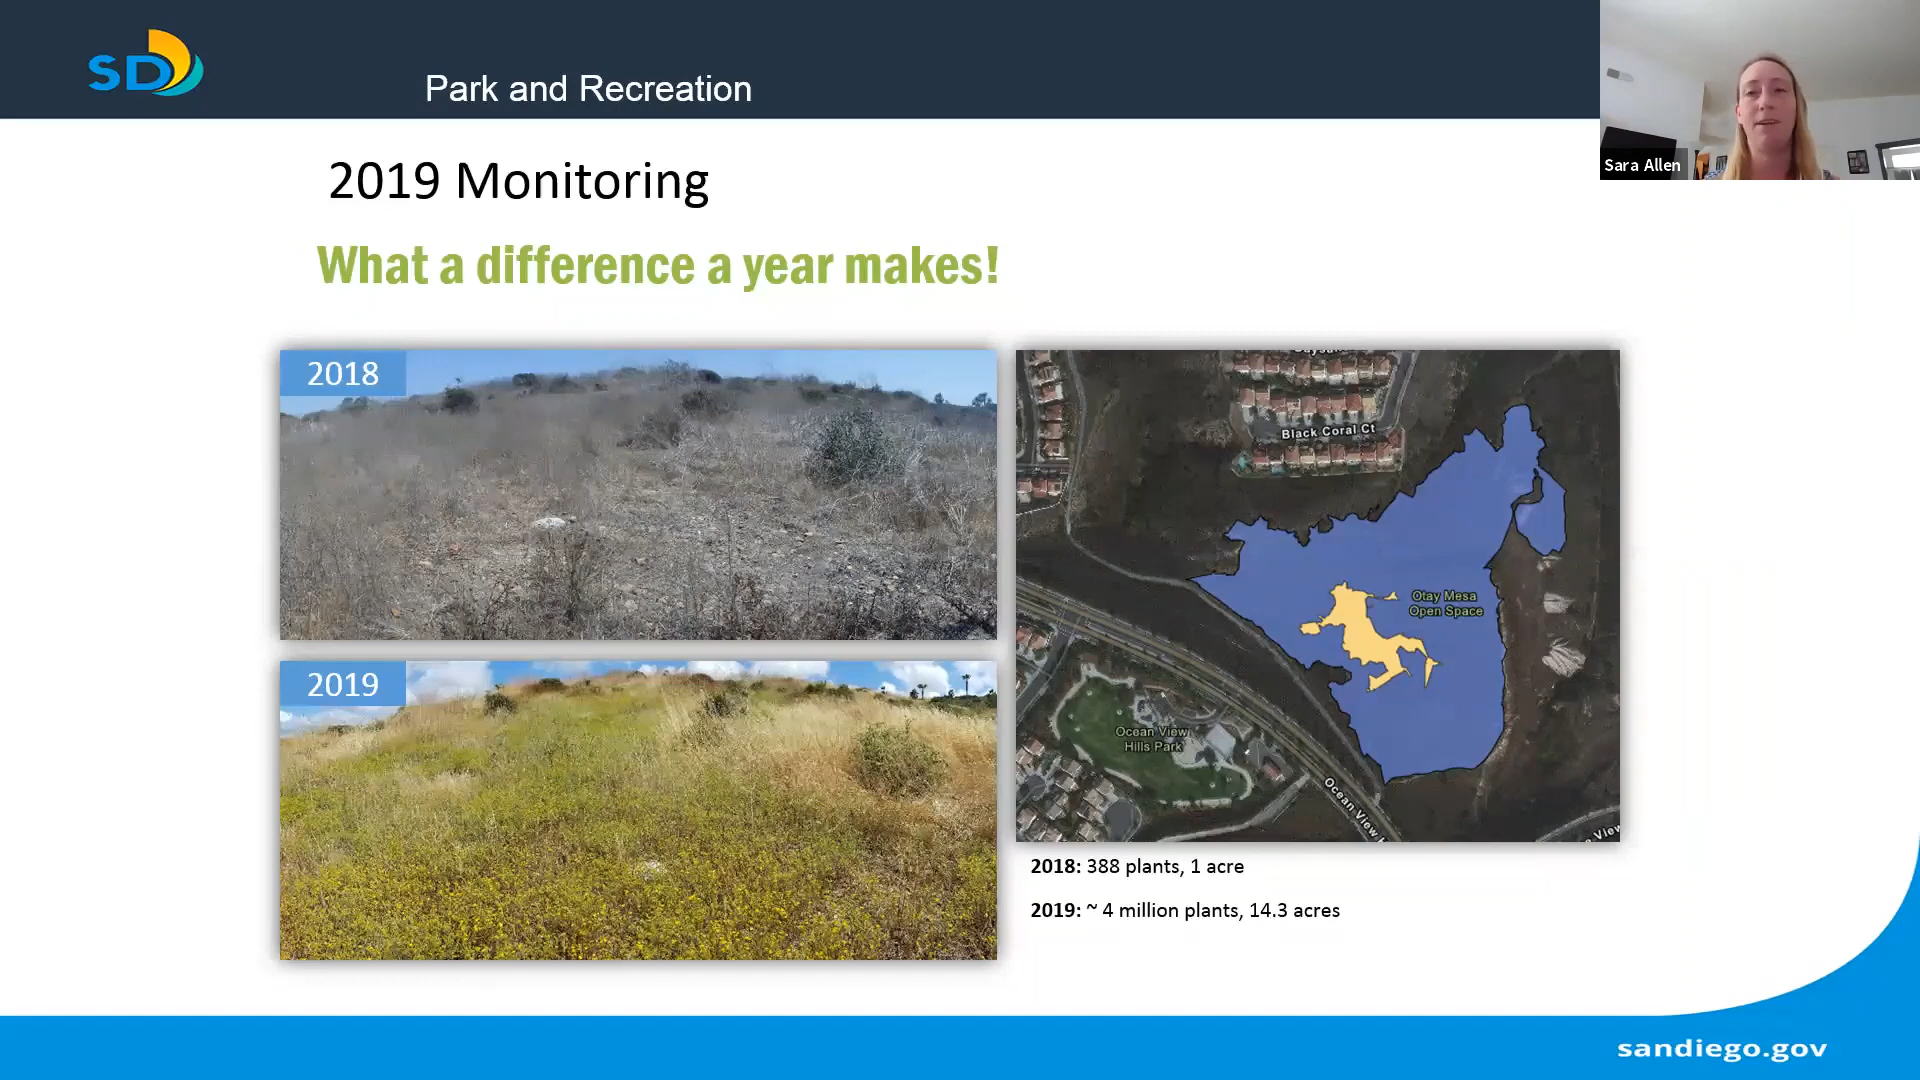 SD
Park and Recreation
Sara Allen
2019 Monitoring
What a difference a year makes!
2018
2019
Black Coral Ct
Otay Mesa
Open Space
Ocean View
Hills Park
Ocean View
2018: 388 plants, 1 acre
2019: ~ 4 million plants, 14.3 acres
sandiego.gov